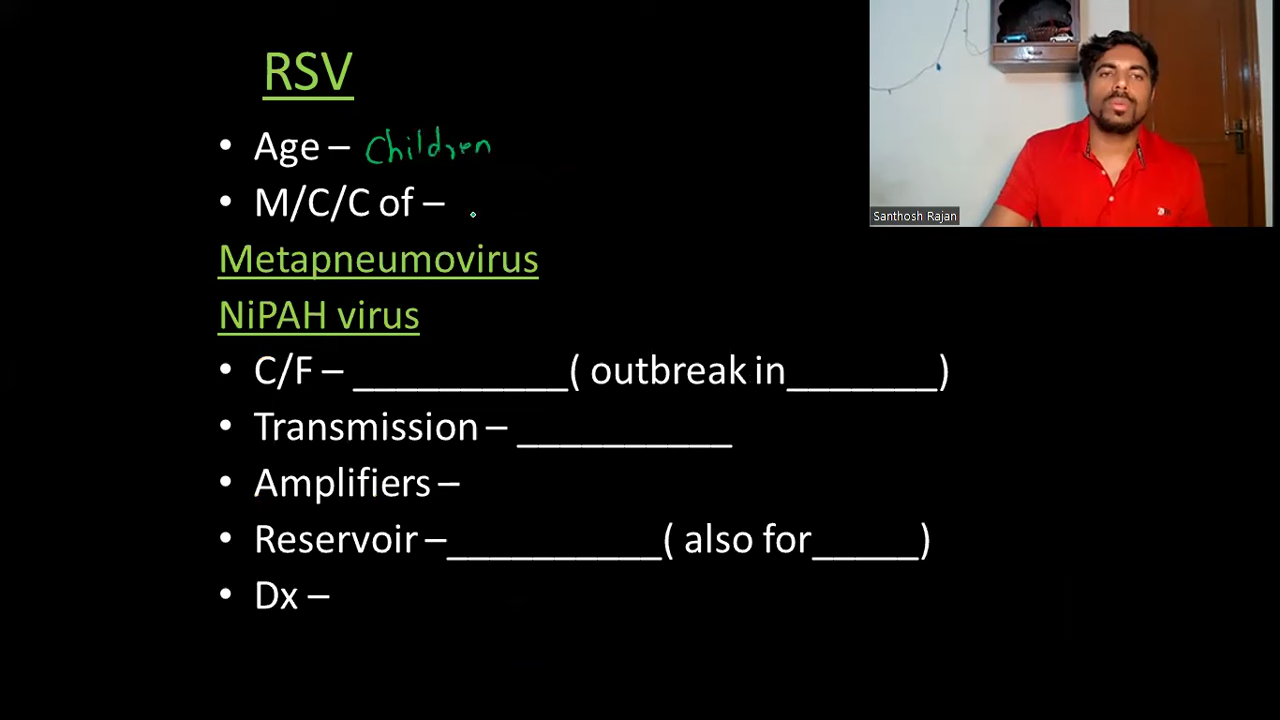 RSV
• Age – Children
• M/C/C of –
Metapneumovirus
NiPAH virus
• C/F – __________( outbreak in_______)
• Transmission – __________
• Amplifiers –
• Reservoir –__________( also for_____)
• Dx –
Santhosh Rajan